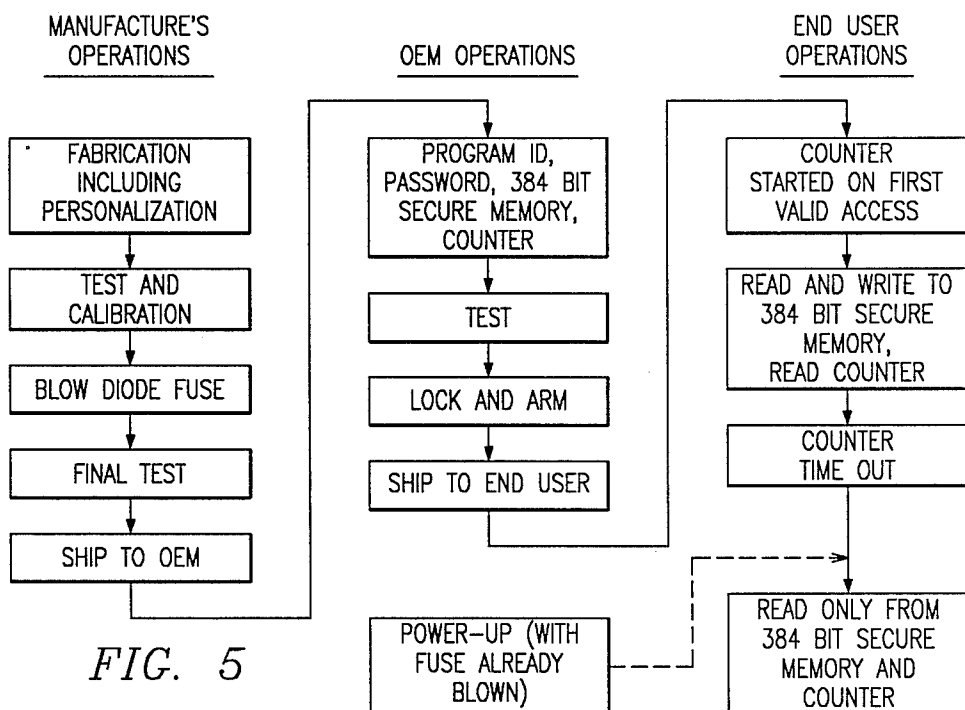 MANUFACTURE'S
OPERATIONS
FABRICATION
INCLUDING
PERSONALIZATION
TEST AND
CALIBRATION
BLOW DIODE FUSE
FINAL TEST
SHIP TO OEM
OEM OPERATIONS
PROGRAM ID,
PASSWORD, 384 BIT
SECURE MEMORY,
COUNTER
TEST
LOCK AND ARM
SHIP TO END USER
POWER-UP (WITH
FUSE ALREADY
BLOWN)
END USER
OPERATIONS
COUNTER
STARTED ON FIRST
VALID ACCESS
READ AND WRITE TO
384 BIT SECURE
MEMORY,
READ COUNTER
COUNTER
TIME OUT
READ ONLY FROM
384 BIT SECURE
MEMORY AND
COUNTER
FIG. 5